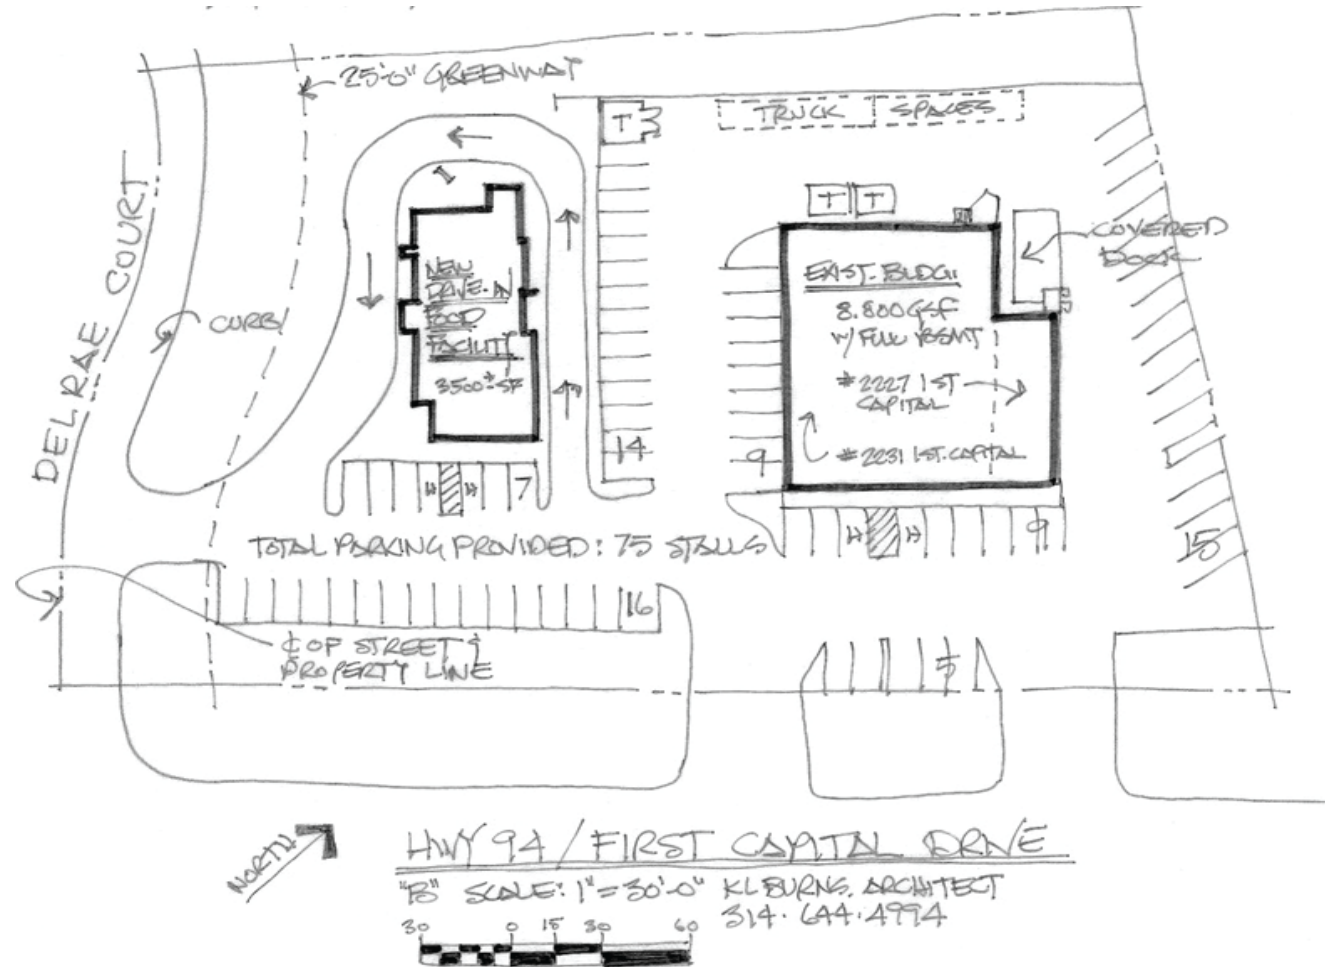 25'-0" GREENWAY
T
TRUCK SPACES
DELRAE COURT
CURB
T T
COVERED
DOCK
NEW
DRIVE-IN
FOOD
FACILITY
3500± SF
EXIST. BLDG.
8,800 GSF
W/ FULL BSMT
#2227 1ST
CAPITAL
#2231 1ST. CAPITAL
14
9
H H 7
H H 9
15
TOTAL PARKING PROVIDED: 75 STALLS
16
5
℄ OF STREET &
PROPERTY LINE
NORTH
HWY 94 / FIRST CAPITAL DRIVE
"B" SCALE: 1" = 30'-0" KL BURNS, ARCHITECT
314·644·4994
30 0 15 30 60